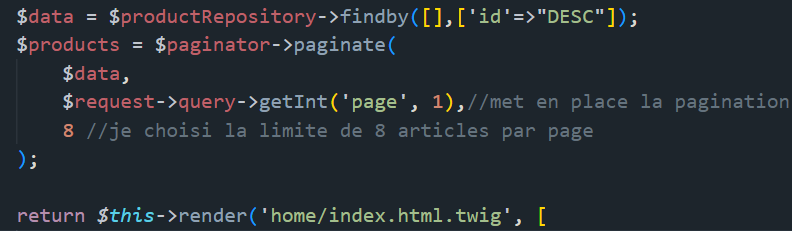 $data = $productRepository->findby([],['id'=>"DESC"]);
$products = $paginator->paginate(
    $data,
    $request->query->getInt('page', 1),//met en place la pagination
    8 //je choisi la limite de 8 articles par page
);

return $this->render('home/index.html.twig', [